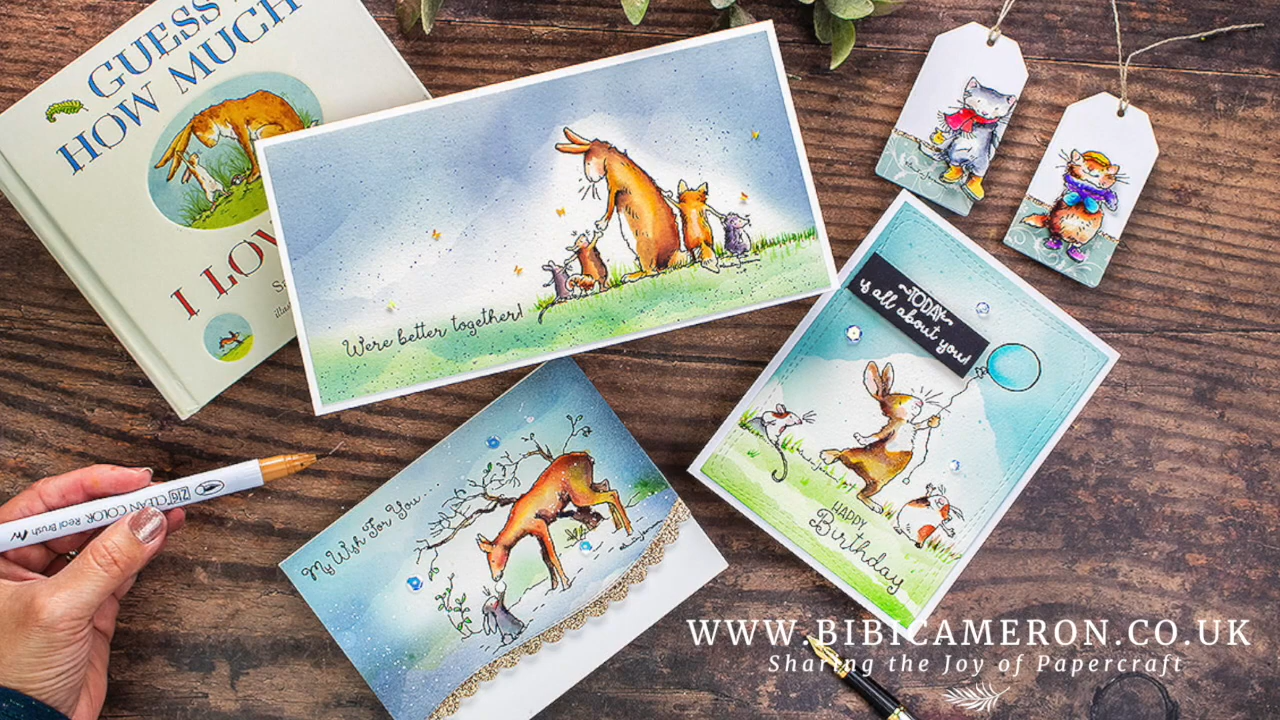 GUESS
HOW MUCH
I LOV
We're better together!
~TODAY~
is all about you!
HAPPY
Birthday
My Wish For You...
ZIG CLEAN COLOR Real Brush
WWW.BIBICAMERON.CO.UK
Sharing the Joy of Papercraft